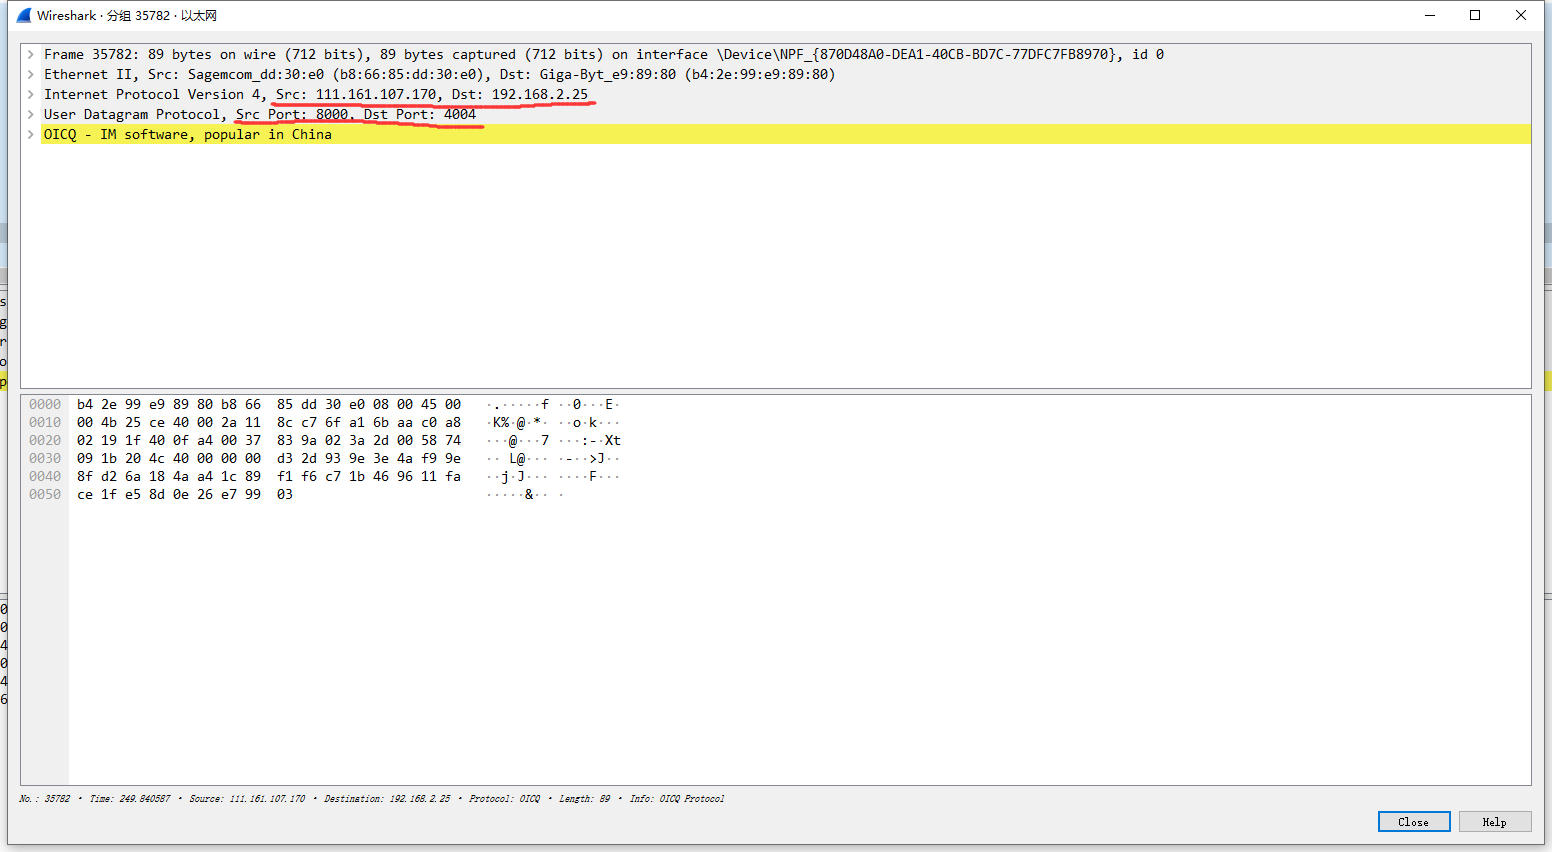 Wireshark · 分组 35782 · 以太网
Frame 35782: 89 bytes on wire (712 bits), 89 bytes captured (712 bits) on interface \Device\NPF_{870D48A0-DEA1-40CB-BD7C-77DFC7FB8970}, id 0
Ethernet II, Src: Sagemcom_dd:30:e0 (b8:66:85:dd:30:e0), Dst: Giga-Byt_e9:89:80 (b4:2e:99:e9:89:80)
Internet Protocol Version 4, Src: 111.161.107.170, Dst: 192.168.2.25
User Datagram Protocol, Src Port: 8000, Dst Port: 4004
OICQ - IM software, popular in China
0000 b4 2e 99 e9 89 80 b8 66 85 dd 30 e0 08 00 45 00 ·.·····f ··0···E·
0010 00 4b 25 ce 40 00 2a 11 8c c7 6f a1 6b aa c0 a8 ·K%·@·*· ··o·k···
0020 02 19 1f 40 0f a4 00 37 83 9a 02 3a 2d 00 58 74 ···@···7 ···:-·Xt
0030 09 1b 20 4c 40 00 00 00 d3 2d 93 9e 3e 4a f9 9e ·· L@··· ·-··>J··
0040 8f d2 6a 18 4a a4 1c 89 f1 f6 c7 1b 46 96 11 fa ··j·J··· ····F···
0050 ce 1f e5 8d 0e 26 e7 99 03 ·····&·· ·
No.: 35782 · Time: 249.840587 · Source: 111.161.107.170 · Destination: 192.168.2.25 · Protocol: OICQ · Length: 89 · Info: OICQ Protocol
Close
Help